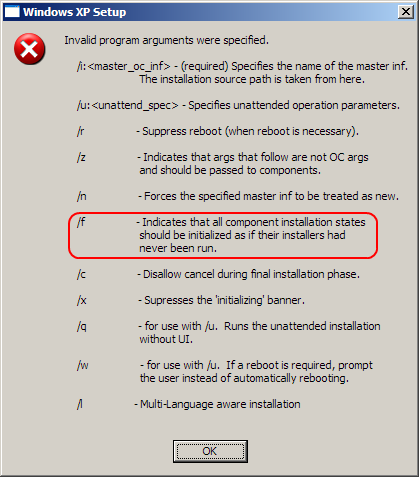 Windows XP Setup
Invalid program arguments were specified.
/i:<master_oc_inf> - (required) Specifies the name of the master inf.
The installation source path is taken from here.
/u:<unattend_spec> - Specifies unattended operation parameters.
/r - Suppress reboot (when reboot is necessary).
/z - Indicates that args that follow are not OC args
and should be passed to components.
/n - Forces the specified master inf to be treated as new.
/f - Indicates that all component installation states
should be initialized as if their installers had
never been run.
/c - Disallow cancel during final installation phase.
/x - Supresses the 'initializing' banner.
/q - for use with /u. Runs the unattended installation
without UI.
/w - for use with /u. If a reboot is required, prompt
the user instead of automatically rebooting.
/l - Multi-Language aware installation
OK